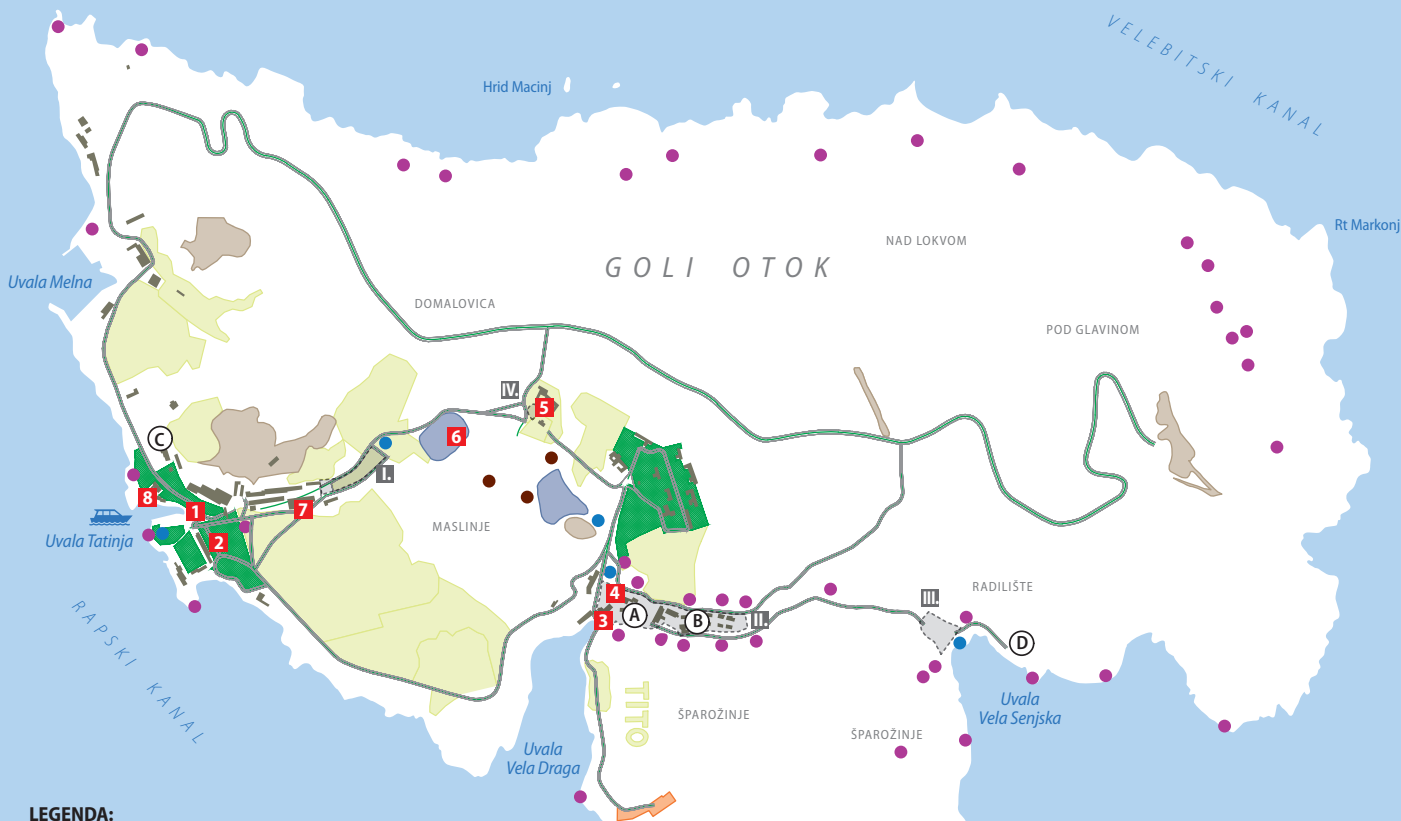 VELEBITSKI KANAL
Hrid Macinj
Rt Markonj
NAD LOKVOM
GOLI OTOK
Uvala Melna
DOMALOVICA
POD GLAVINOM
IV.
5
6
C
I.
8
1
7
2
MASLINJE
Uvala Tatinja
RADILIŠTE
4
III.
3
A
B
II.
D
RAPSKI KANAL
TITO
ŠPAROŽINJE
Uvala
Vela Senjska
ŠPAROŽINJE
Uvala
Vela Draga
LEGENDA: